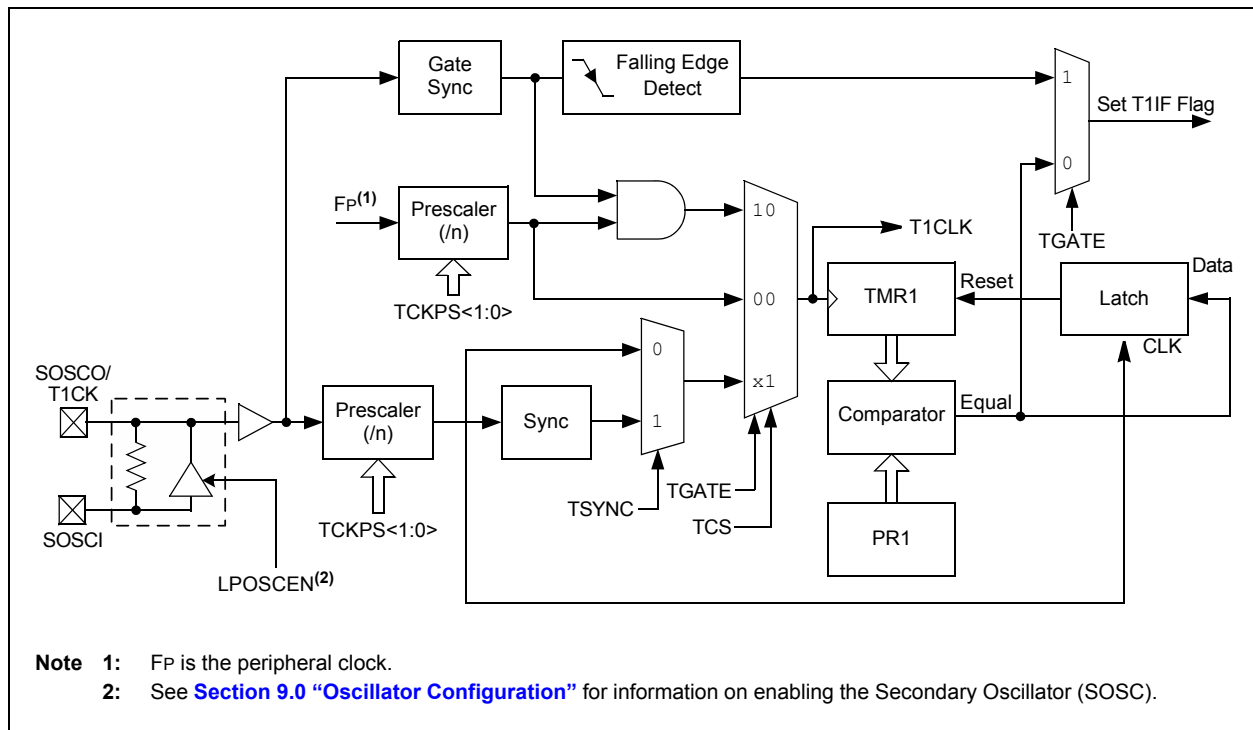 Gate
Sync
Falling Edge
Detect
1
Set T1IF Flag
0
FP(1)
Prescaler
(/n)
10
T1CLK
TGATE
TCKPS<1:0>
00
TMR1
Reset
Latch
Data
CLK
SOSCO/
T1CK
0
x1
Prescaler
(/n)
Sync
1
Comparator
Equal
SOSCI
TCKPS<1:0>
TSYNC
TGATE
TCS
PR1
LPOSCEN(2)
Note 1: FP is the peripheral clock.
2: See Section 9.0 “Oscillator Configuration” for information on enabling the Secondary Oscillator (SOSC).